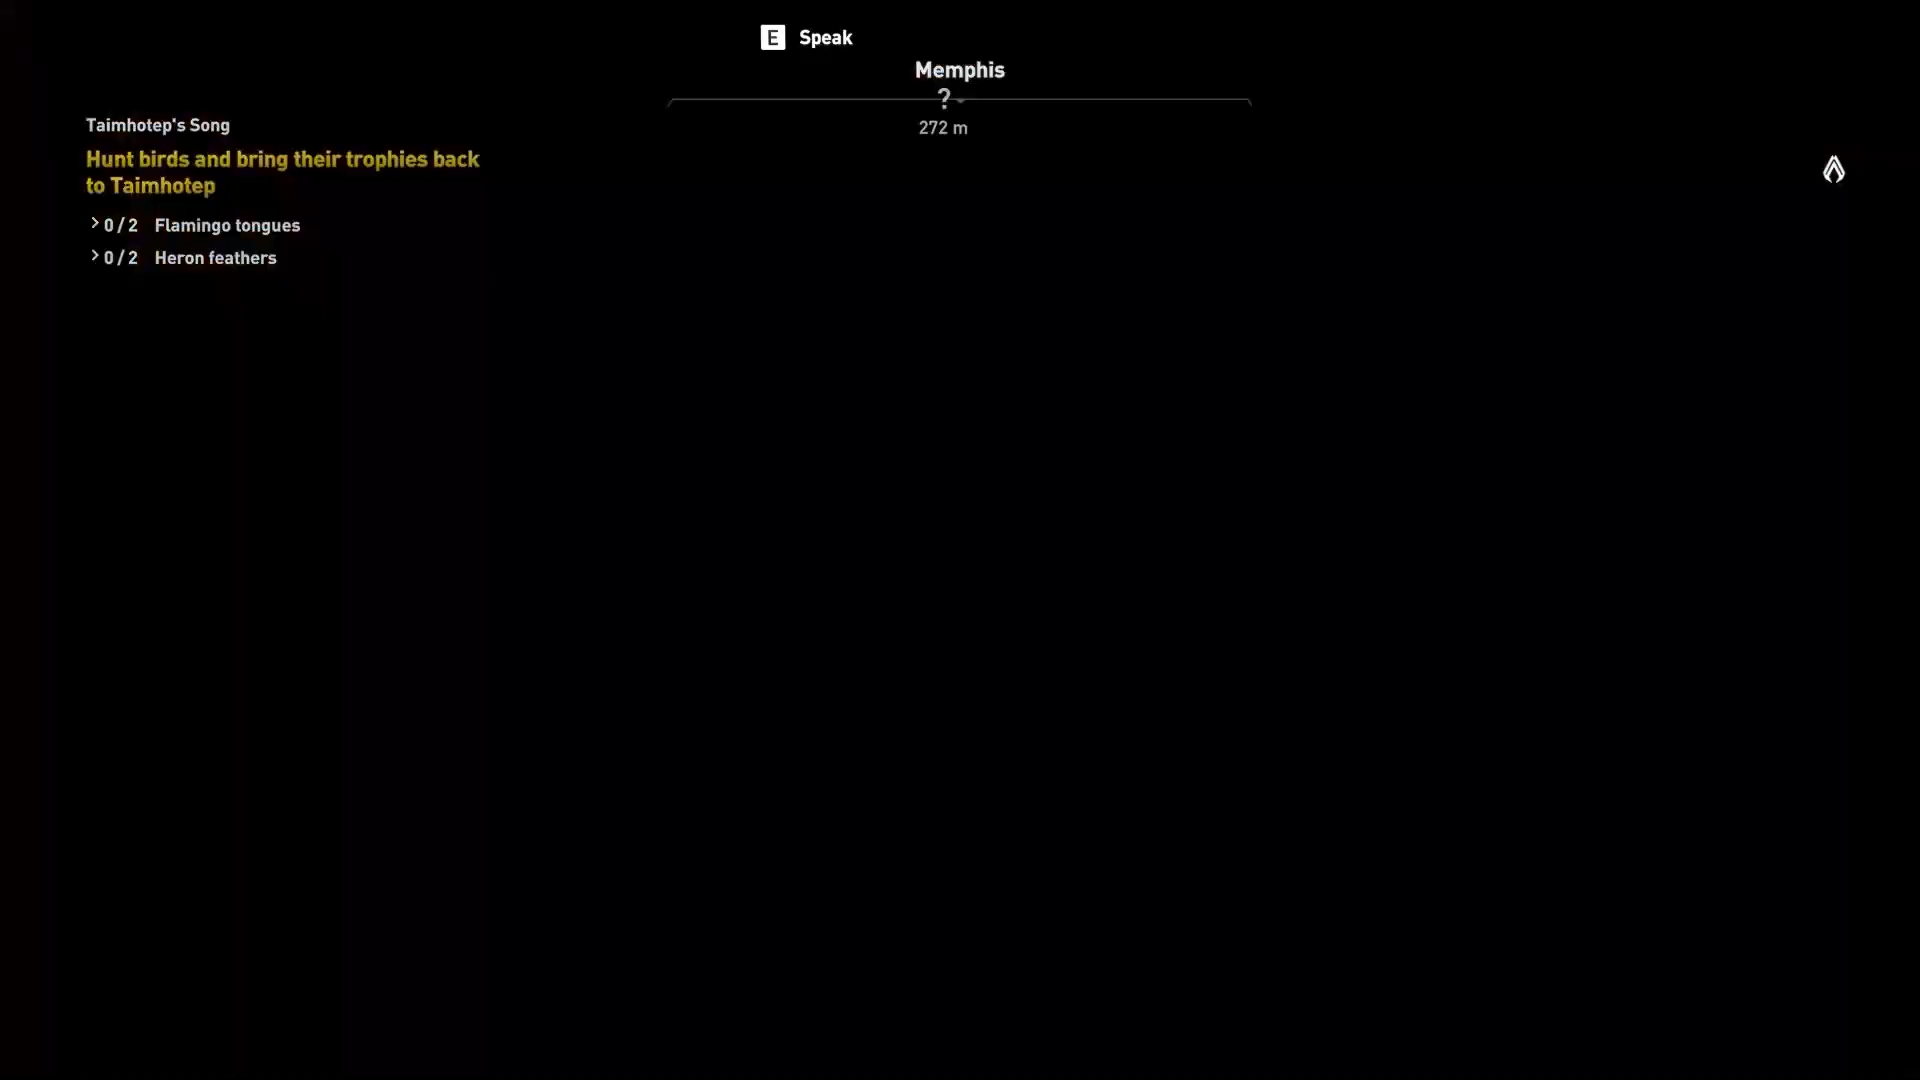 E Speak
Memphis
?
272 m
Taimhotep's Song
Hunt birds and bring their trophies back
to Taimhotep
> 0/2 Flamingo tongues
> 0/2 Heron feathers